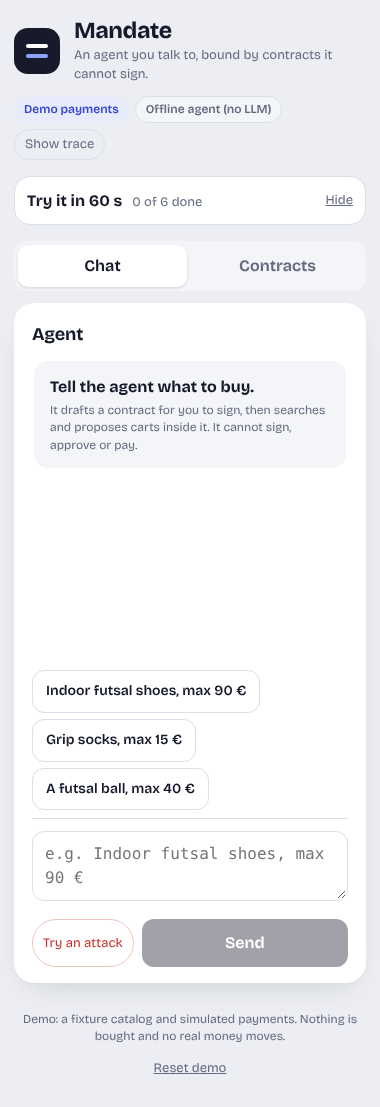 Mandate
An agent you talk to, bound by contracts it
cannot sign.
Demo payments
Offline agent (no LLM)
Show trace
Try it in 60 s 0 of 6 done Hide
Chat
Contracts
Agent
Tell the agent what to buy.
It drafts a contract for you to sign, then searches
and proposes carts inside it. It cannot sign,
approve or pay.
Indoor futsal shoes, max 90 €
Grip socks, max 15 €
A futsal ball, max 40 €
e.g. Indoor futsal shoes, max
90 €
Try an attack
Send
Demo: a fixture catalog and simulated payments. Nothing is
bought and no real money moves.
Reset demo